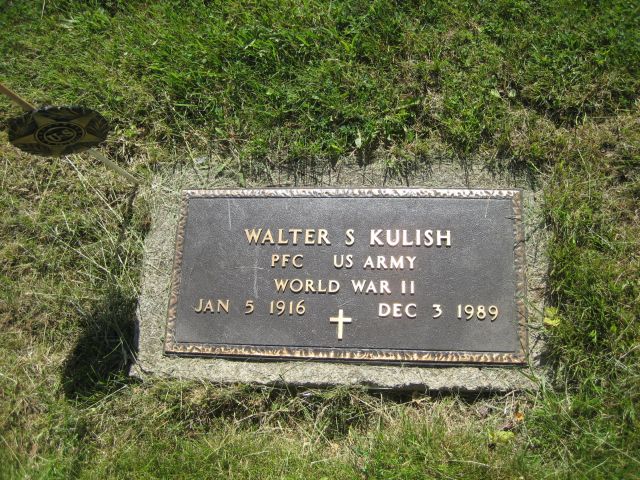 WALTER S KULISH
PFC US ARMY
WORLD WAR II
JAN 5 1916 DEC 3 1989